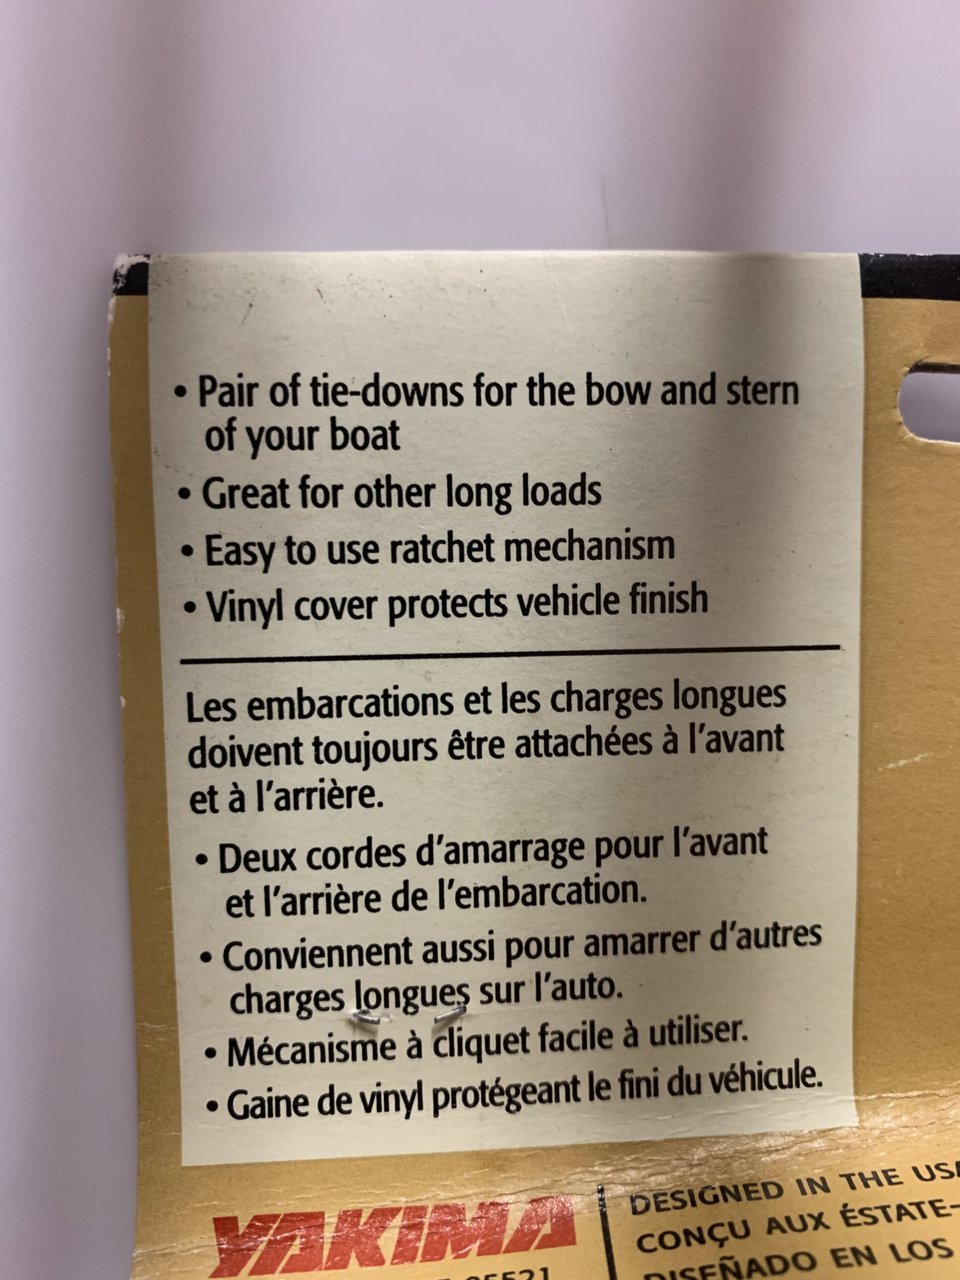 • Pair of tie-downs for the bow and stern
of your boat
• Great for other long loads
• Easy to use ratchet mechanism
• Vinyl cover protects vehicle finish
Les embarcations et les charges longues
doivent toujours être attachées à l'avant
et à l'arrière.
• Deux cordes d'amarrage pour l'avant
et l'arrière de l'embarcation.
• Conviennent aussi pour amarrer d'autres
charges longues sur l'auto.
• Mécanisme à cliquet facile à utiliser.
• Gaine de vinyl protégeant le fini du véhicule.
YAKIMA
DESIGNED IN THE USA
CONÇU AUX ÉSTATE-
DISEÑADO EN LOS